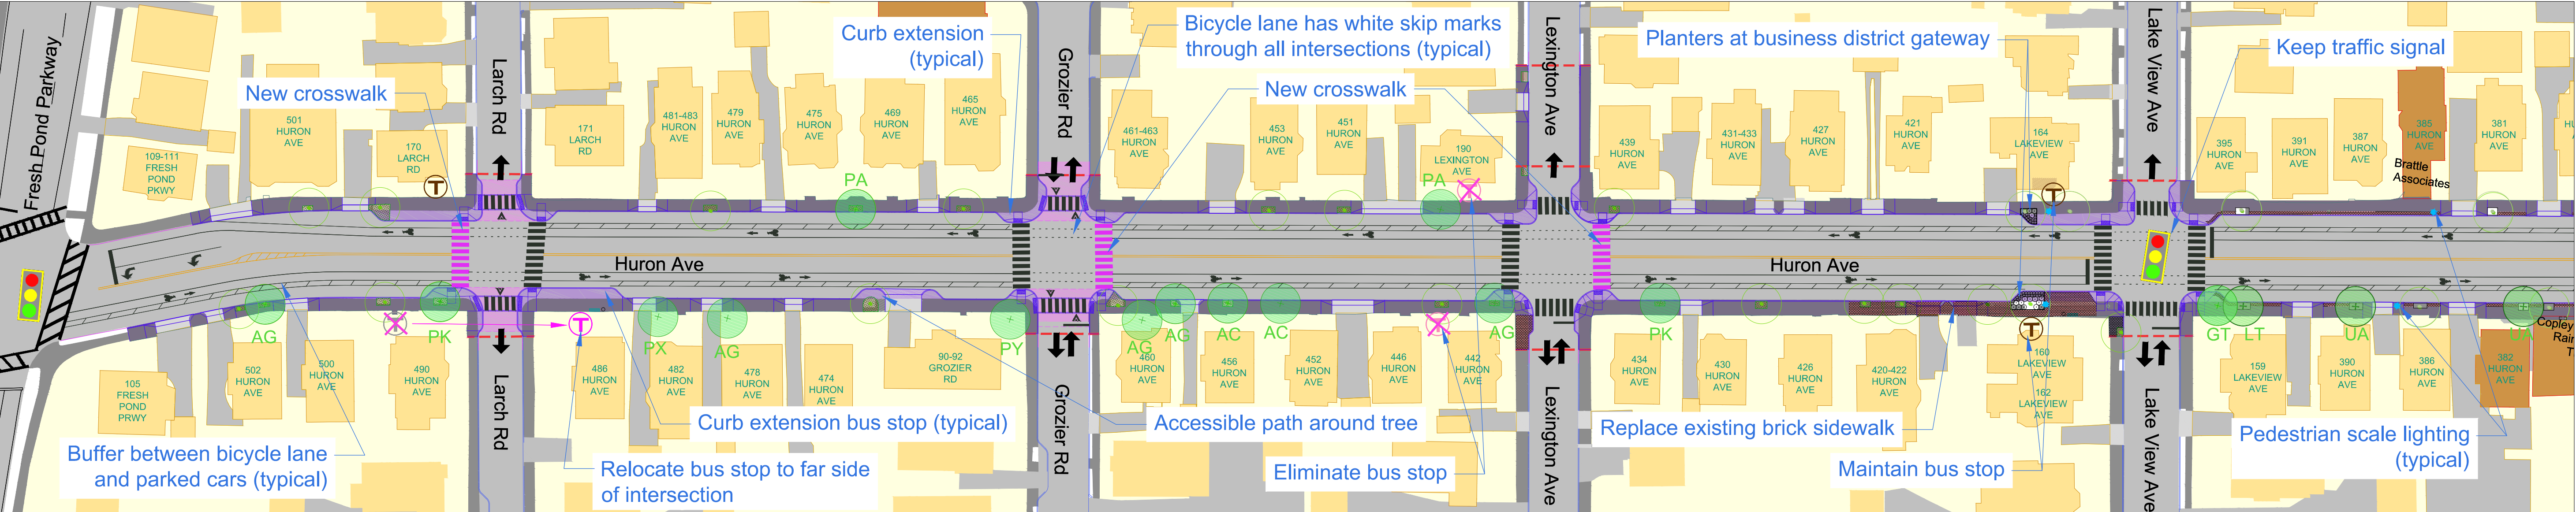 Fresh Pond Parkway
New crosswalk
109-111
FRESH
POND
PKWY
501
HURON
AVE
170
LARCH
RD
T
Larch Rd
171
LARCH
RD
481-483
HURON
AVE
479
HURON
AVE
475
HURON
AVE
469
HURON
AVE
465
HURON
AVE
PA
Curb extension
(typical)
Grozier Rd
Bicycle lane has white skip marks
through all intersections (typical)
New crosswalk
461-463
HURON
AVE
453
HURON
AVE
451
HURON
AVE
190
LEXINGTON
AVE
PA
Lexington Ave
Planters at business district gateway
439
HURON
AVE
431-433
HURON
AVE
427
HURON
AVE
421
HURON
AVE
164
LAKEVIEW
AVE
T
Lake View Ave
Keep traffic signal
395
HURON
AVE
391
HURON
AVE
387
HURON
AVE
385
HURON
AVE
Brattle
Associates
381
HURON
AVE
HU
Huron Ave
Huron Ave
AG
PK
T
PX
AG
PY
AG
AG
AC
AC
AG
PK
T
GT
LT
UA
UA
105
FRESH
POND
PRWY
502
HURON
AVE
500
HURON
AVE
490
HURON
AVE
Larch Rd
486
HURON
AVE
482
HURON
AVE
478
HURON
AVE
474
HURON
AVE
90-92
GROZIER
RD
Grozier Rd
460
HURON
AVE
456
HURON
AVE
452
HURON
AVE
446
HURON
AVE
442
HURON
AVE
Lexington Ave
434
HURON
AVE
430
HURON
AVE
426
HURON
AVE
420-422
HURON
AVE
160
LAKEVIEW
AVE
162
LAKEVIEW
AVE
Lake View Ave
159
LAKEVIEW
AVE
390
HURON
AVE
386
HURON
AVE
382
HURON
AVE
Copley
Rain
T
Buffer between bicycle lane
and parked cars (typical)
Relocate bus stop to far side
of intersection
Curb extension bus stop (typical)
Accessible path around tree
Eliminate bus stop
Replace existing brick sidewalk
Maintain bus stop
Pedestrian scale lighting
(typical)